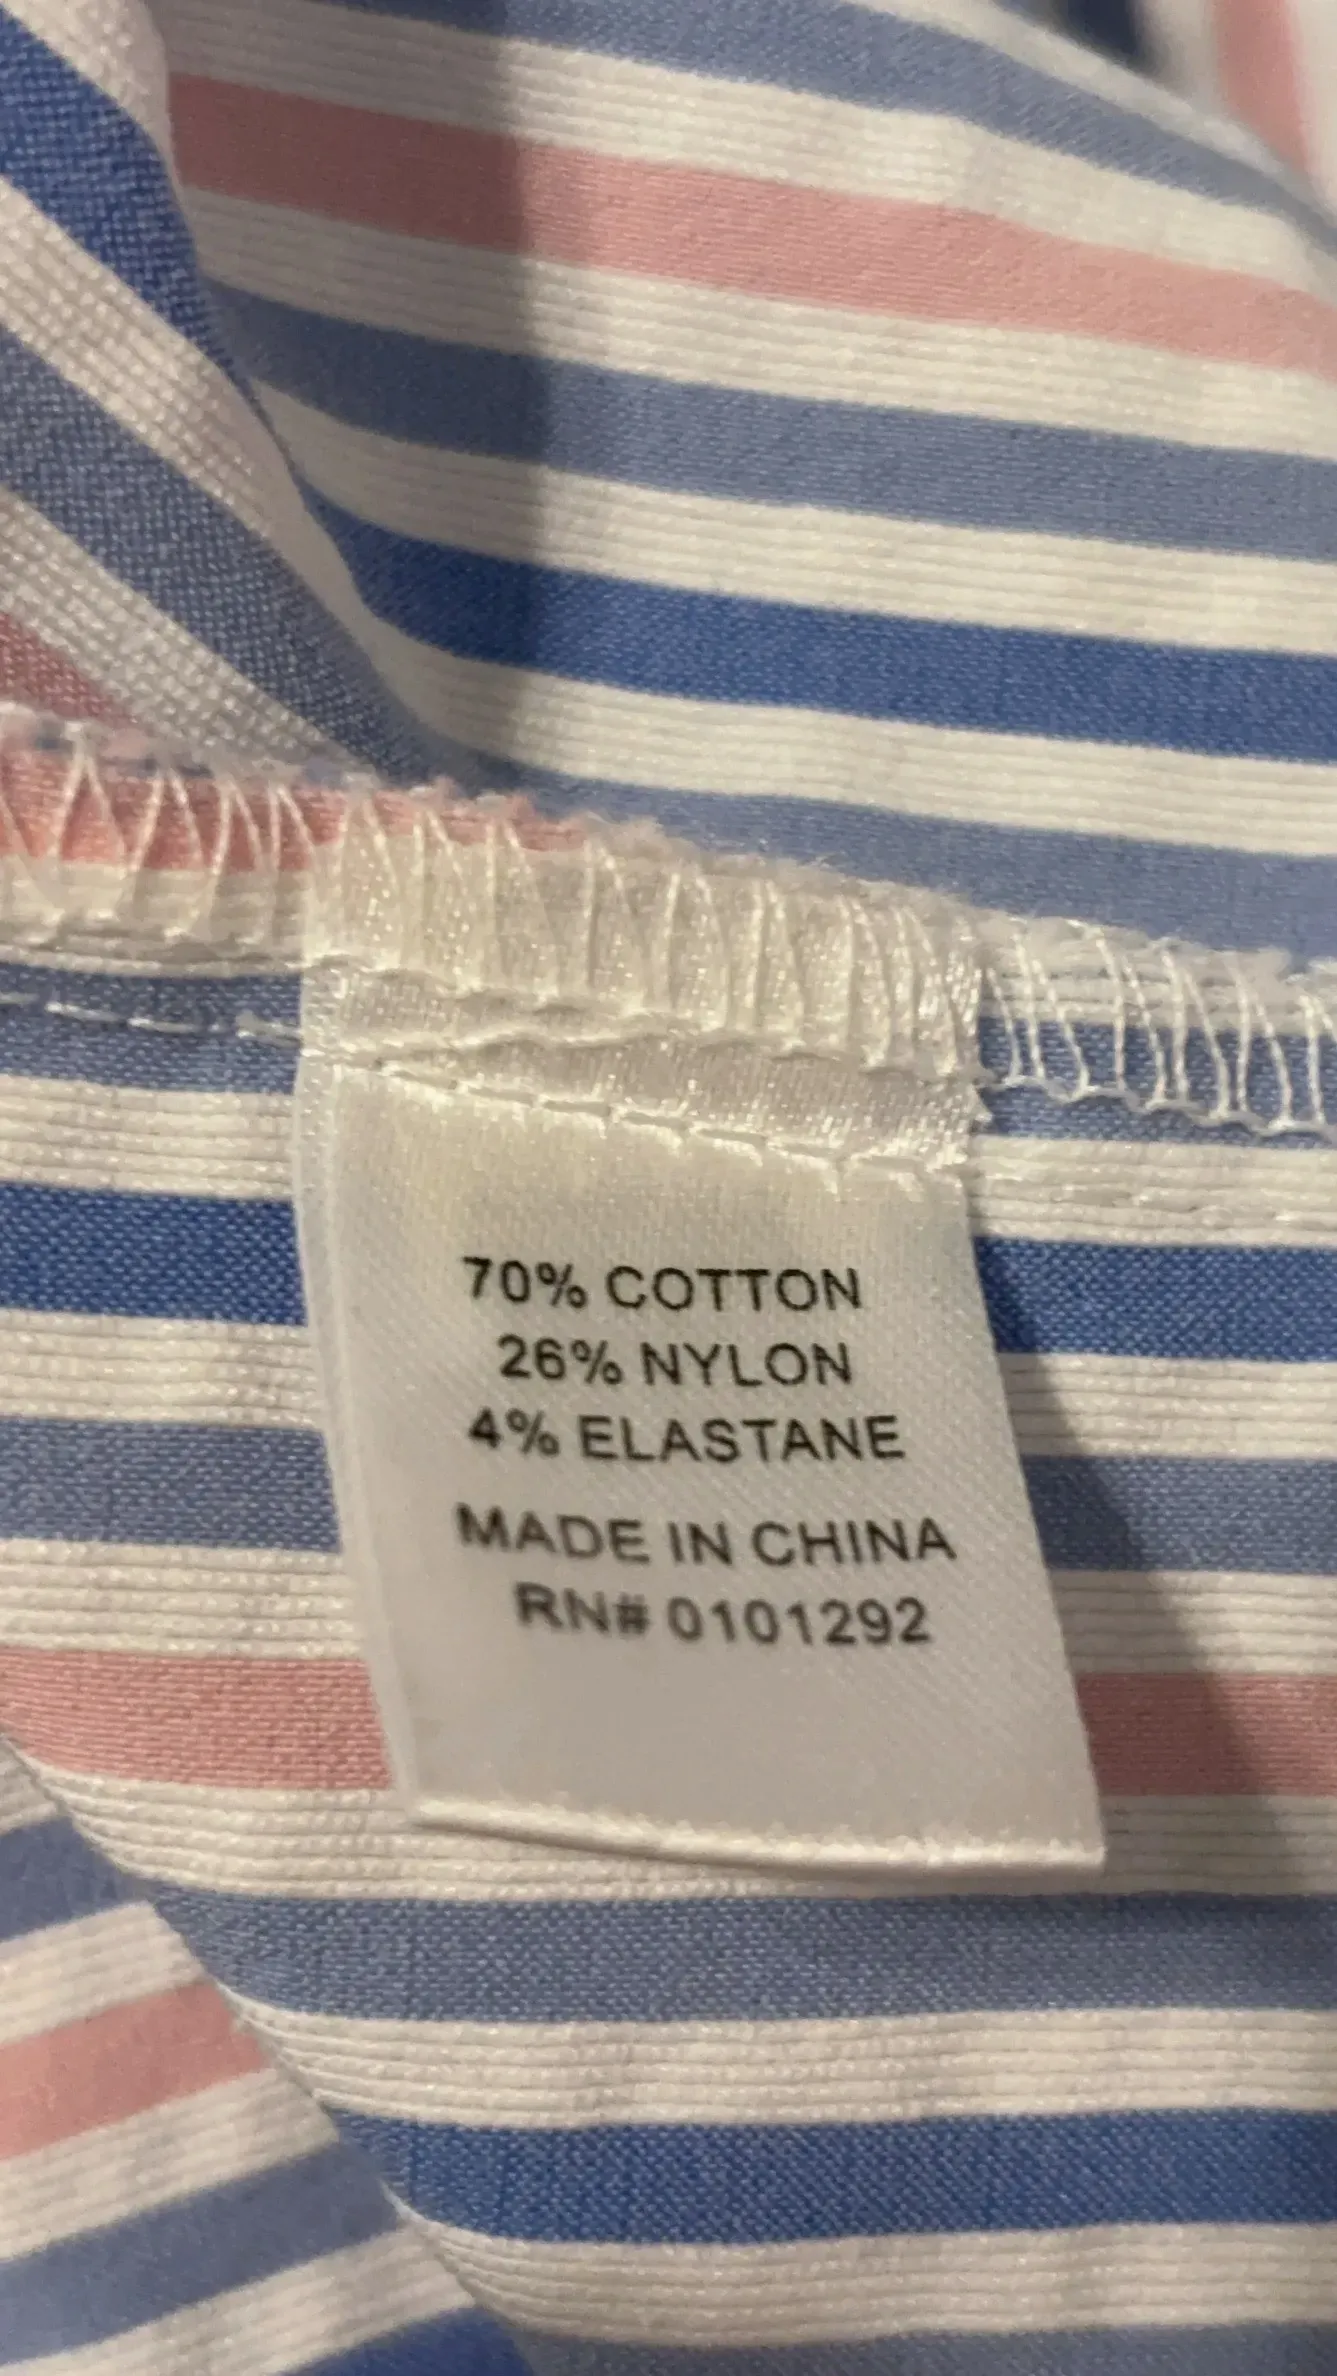 70% COTTON
26% NYLON
4% ELASTANE
MADE IN CHINA
RN# 0101292